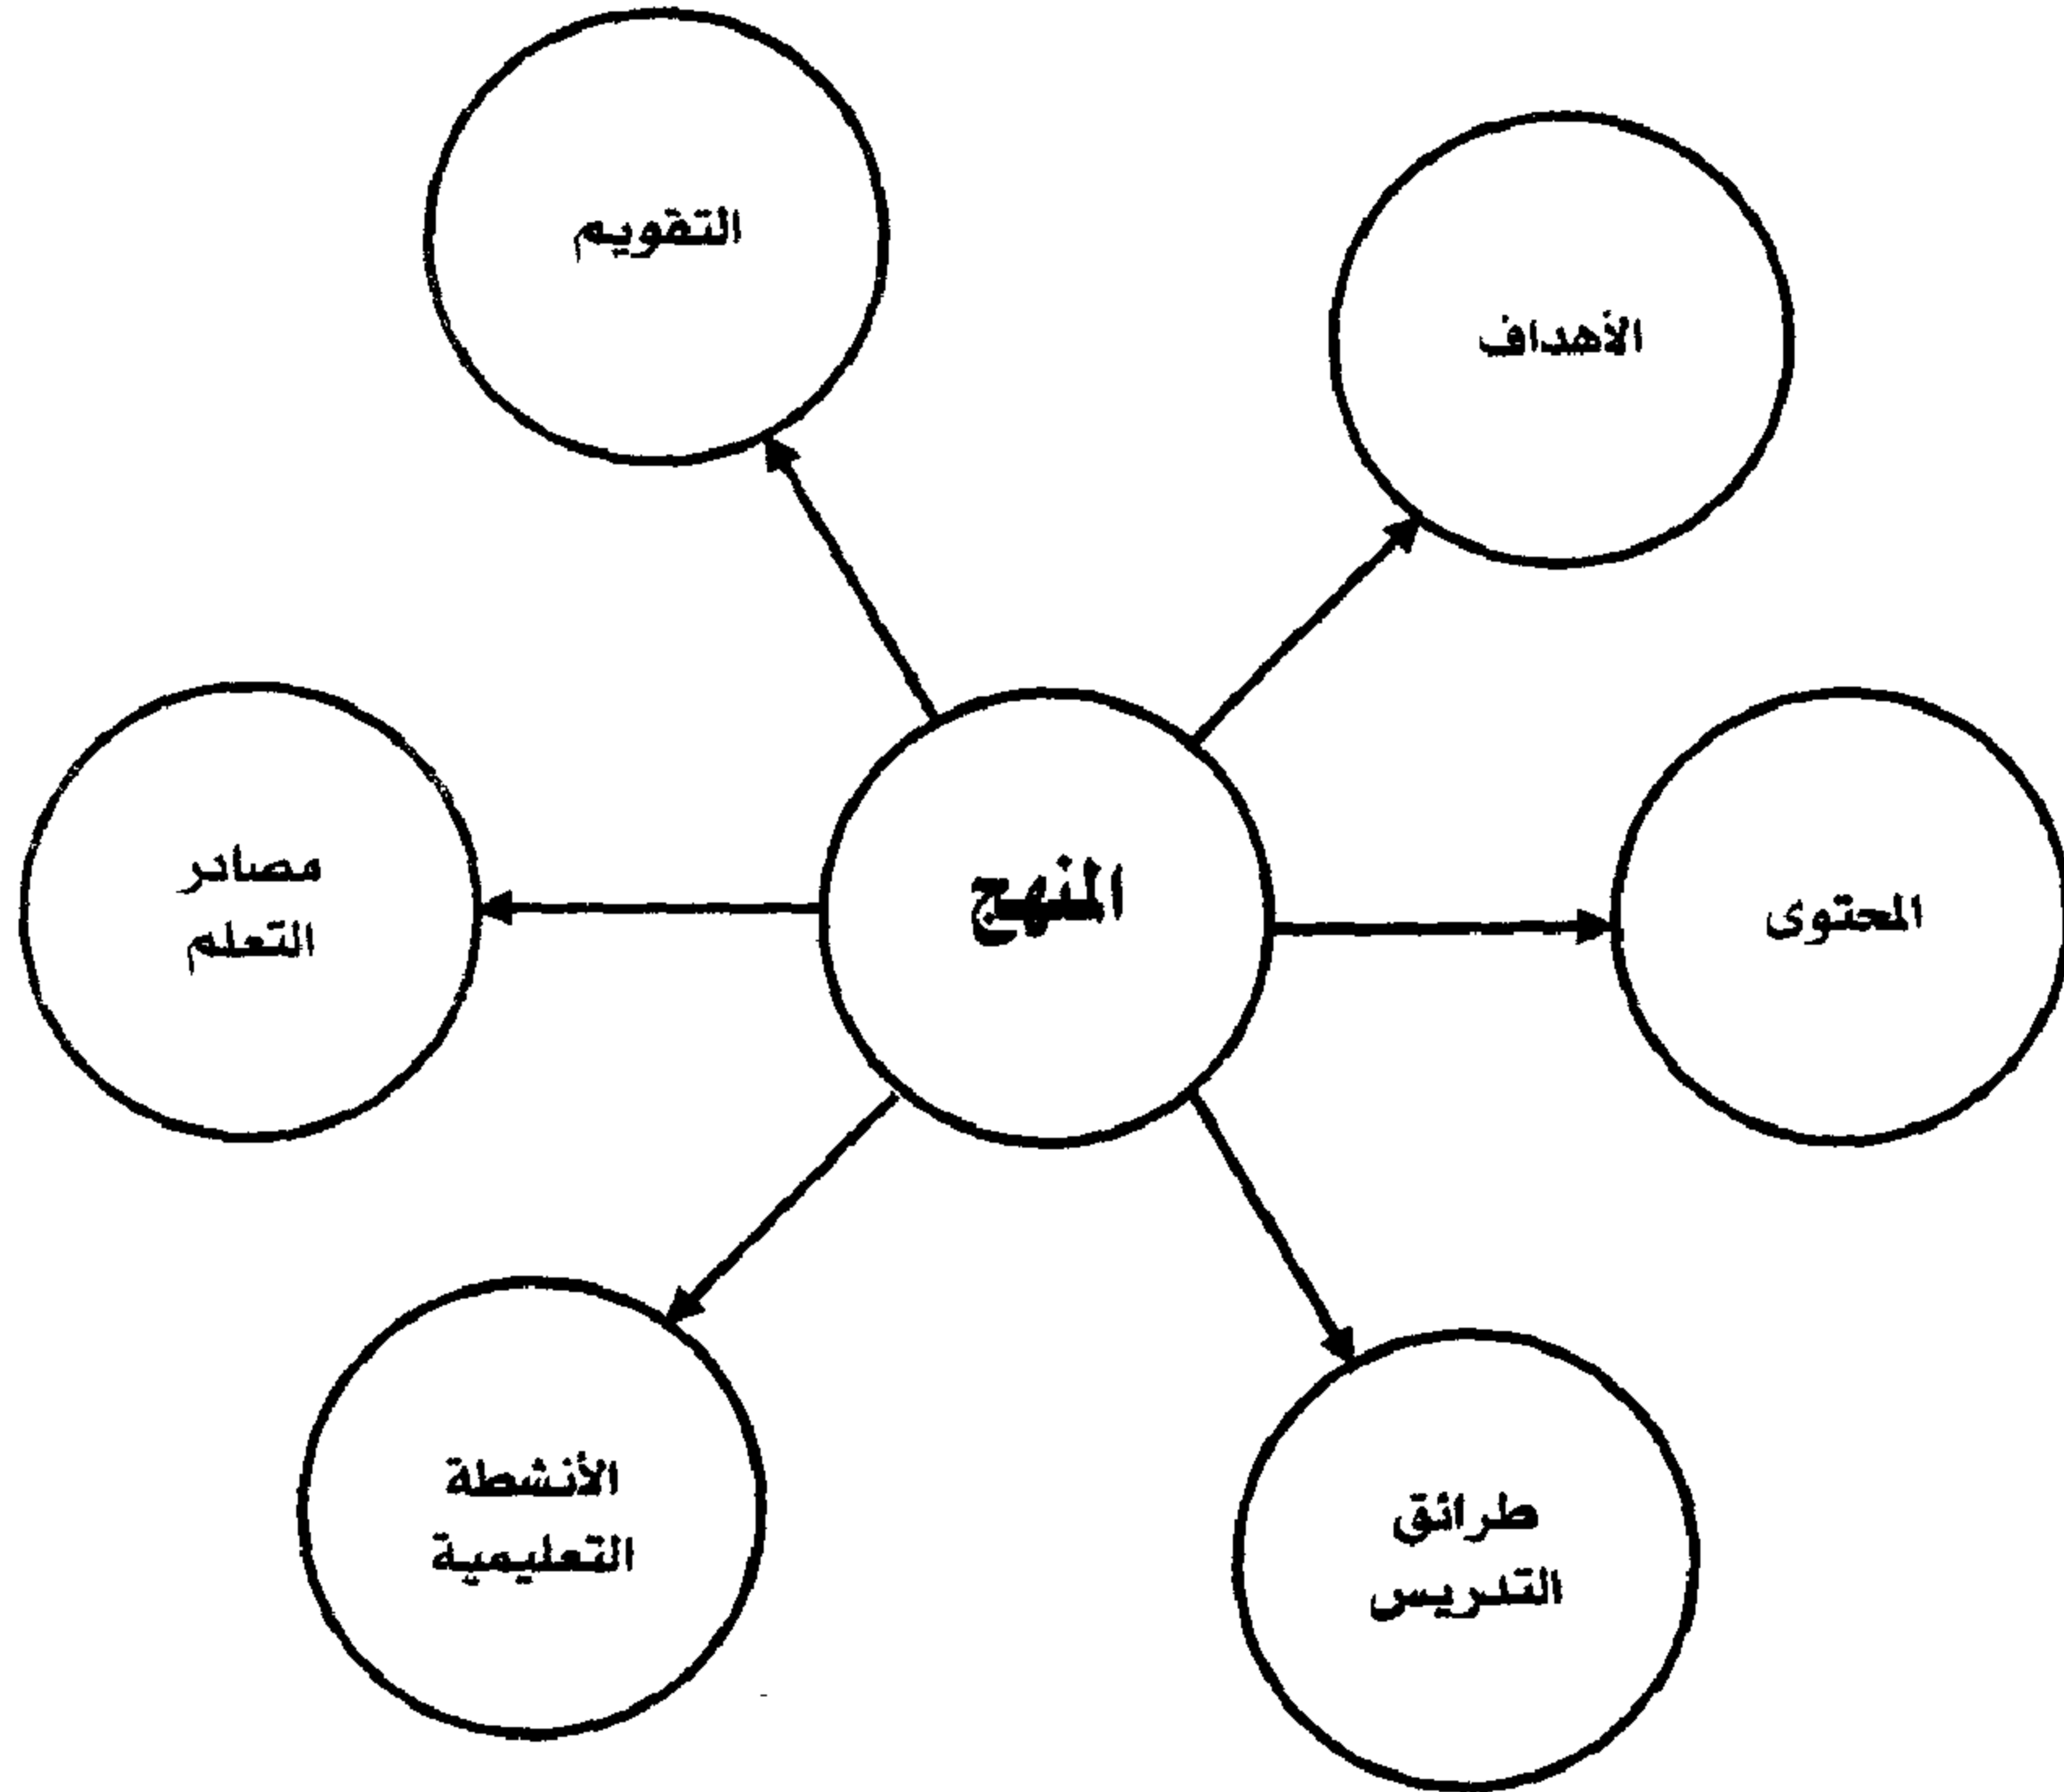 التقويم
الأهداف
مصادر
التعلم
المنهج
المحتوى
الأنشطة
التعليمية
طرائق
التدريس